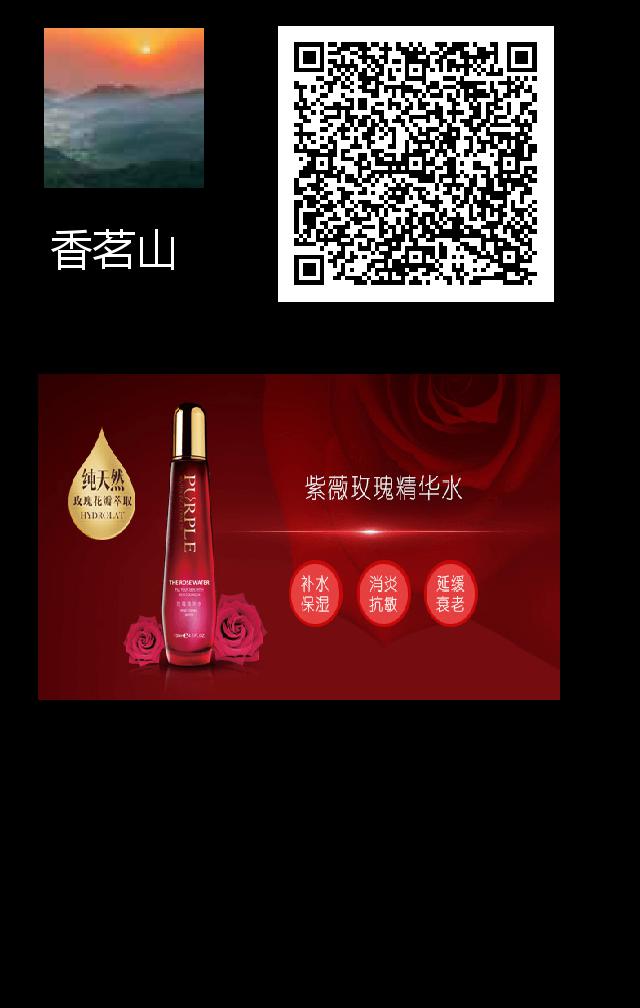 香茗山
纯天然
玫瑰花瓣萃取
HYDROLAT
PURPLE
THE ROSE WATER
紫薇玫瑰精华水
补水
保湿
消炎
抗敏
延缓
衰老